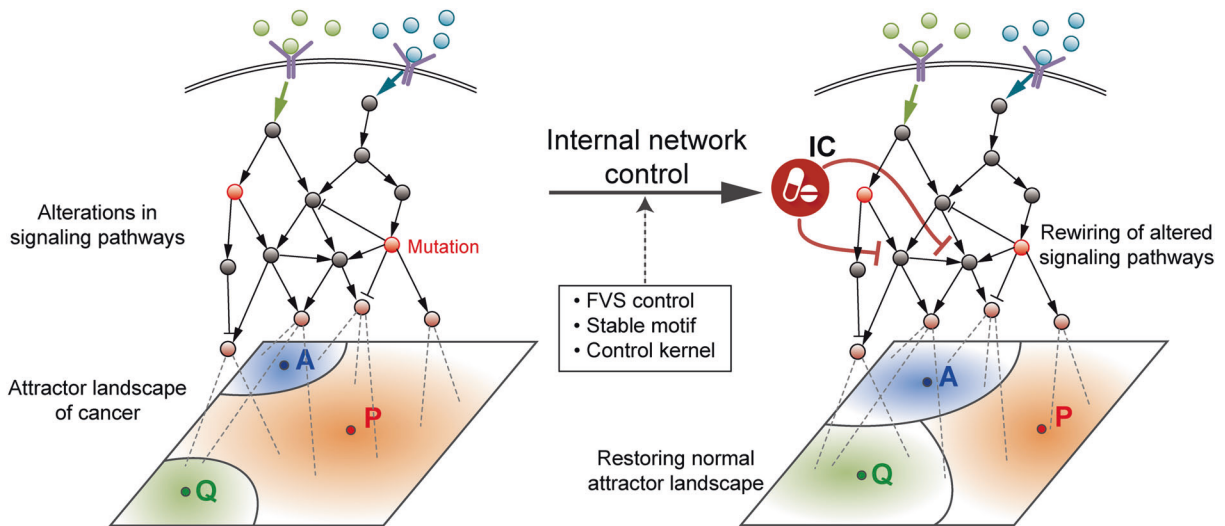 Alterations in
signaling pathways
Mutation
Attractor landscape
of cancer
A
P
Q
Internal network
control
• FVS control
• Stable motif
• Control kernel
IC
Rewiring of altered
signaling pathways
Restoring normal
attractor landscape
A
P
Q